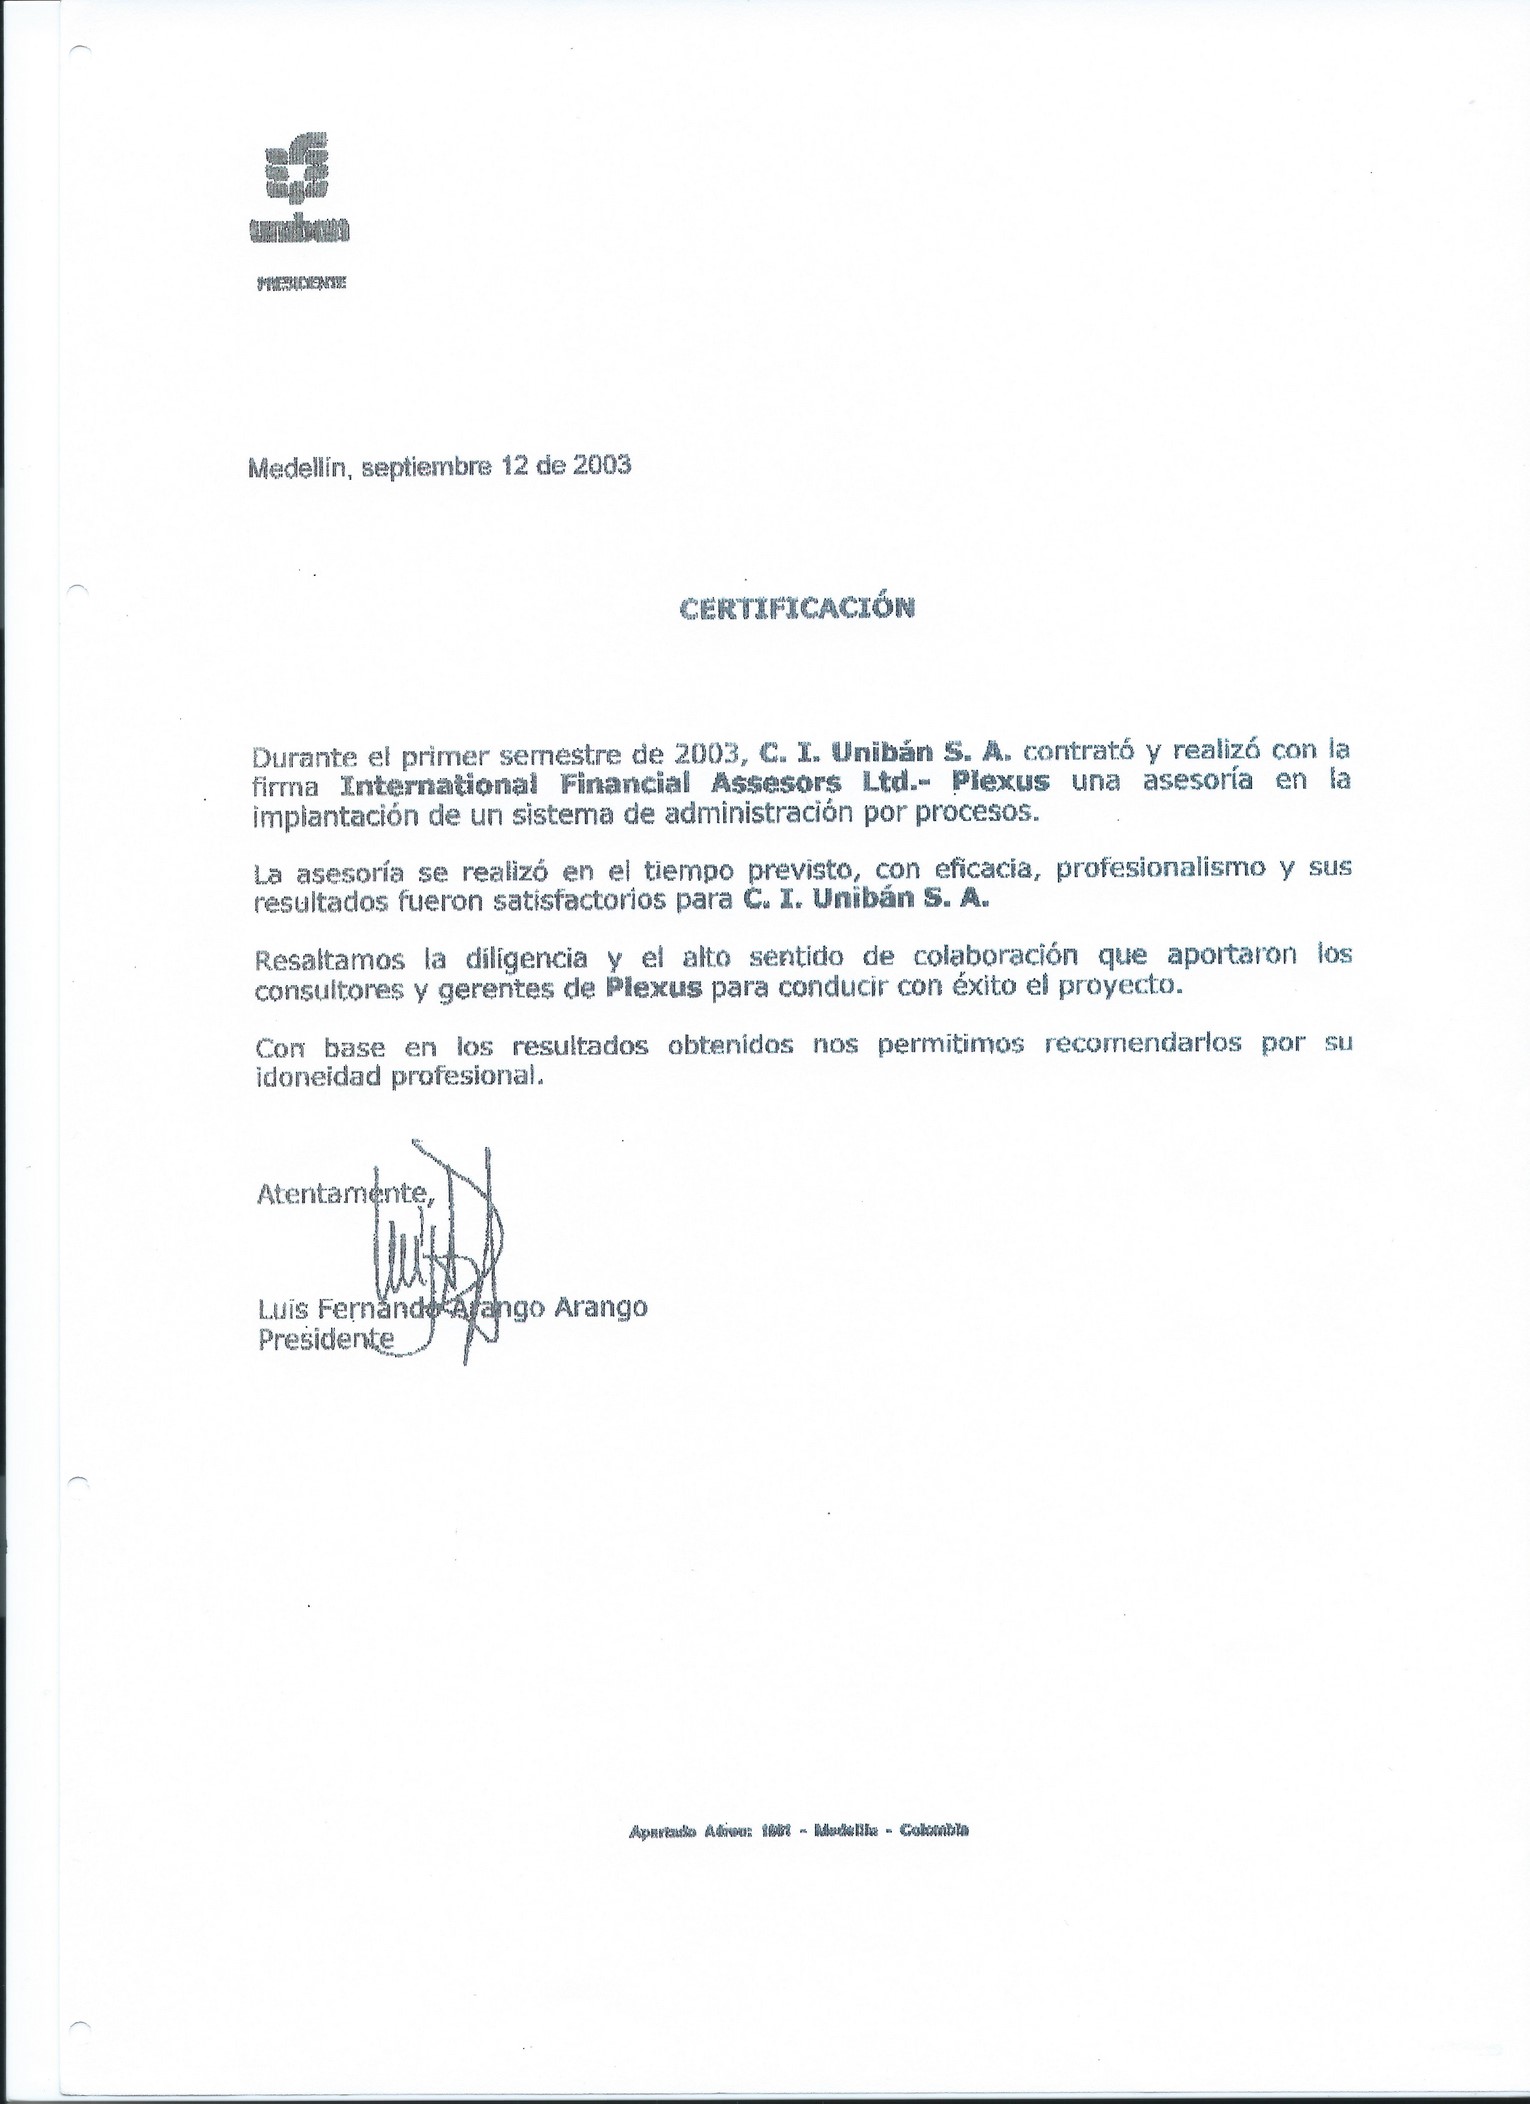 uniban
PRESIDENTE
Medellín, septiembre 12 de 2003
CERTIFICACIÓN
Durante el primer semestre de 2003, C. I. Unibán S. A. contrató y realizó con la
firma International Financial Assesors Ltd.- Plexus una asesoría en la
implantación de un sistema de administración por procesos.
La asesoría se realizó en el tiempo previsto, con eficacia, profesionalismo y sus
resultados fueron satisfactorios para C. I. Unibán S. A.
Resaltamos la diligencia y el alto sentido de colaboración que aportaron los
consultores y gerentes de Plexus para conducir con éxito el proyecto.
Con base en los resultados obtenidos nos permitimos recomendarlos por su
idoneidad profesional.
Atentamente,
Luis Fernando Arango Arango
Presidente
Apartado Aéreo: - Medellín - Colombia